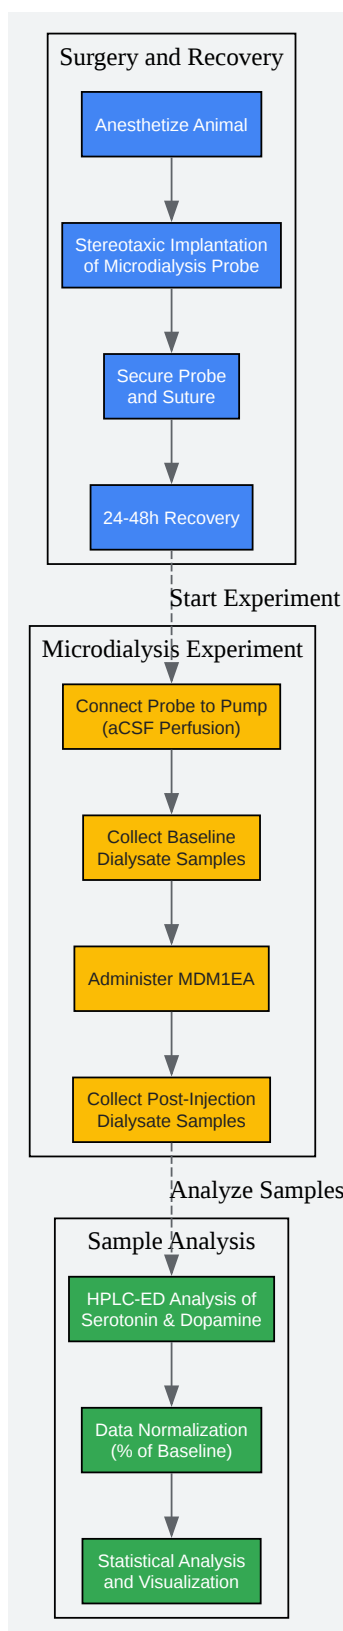 Surgery and Recovery
Anesthetize Animal
Stereotaxic Implantation
of Microdialysis Probe
Secure Probe
and Suture
24-48h Recovery
Start Experiment
Microdialysis Experiment
Connect Probe to Pump
(aCSF Perfusion)
Collect Baseline
Dialysate Samples
Administer MDM1EA
Collect Post-Injection
Dialysate Samples
Analyze Samples
Sample Analysis
HPLC-ED Analysis of
Serotonin & Dopamine
Data Normalization
(% of Baseline)
Statistical Analysis
and Visualization